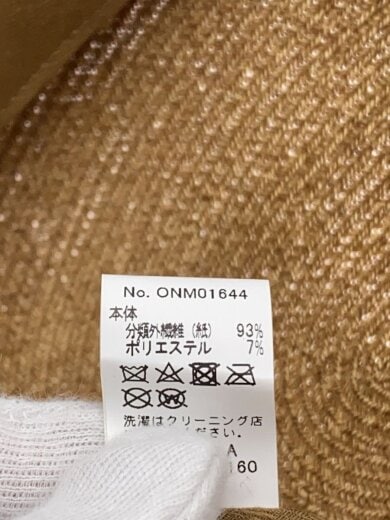 No. ONM01644
本体
分類外繊維(紙) 93%
ポリエステル 7%
洗濯はクリーニング店
ください。
A
160